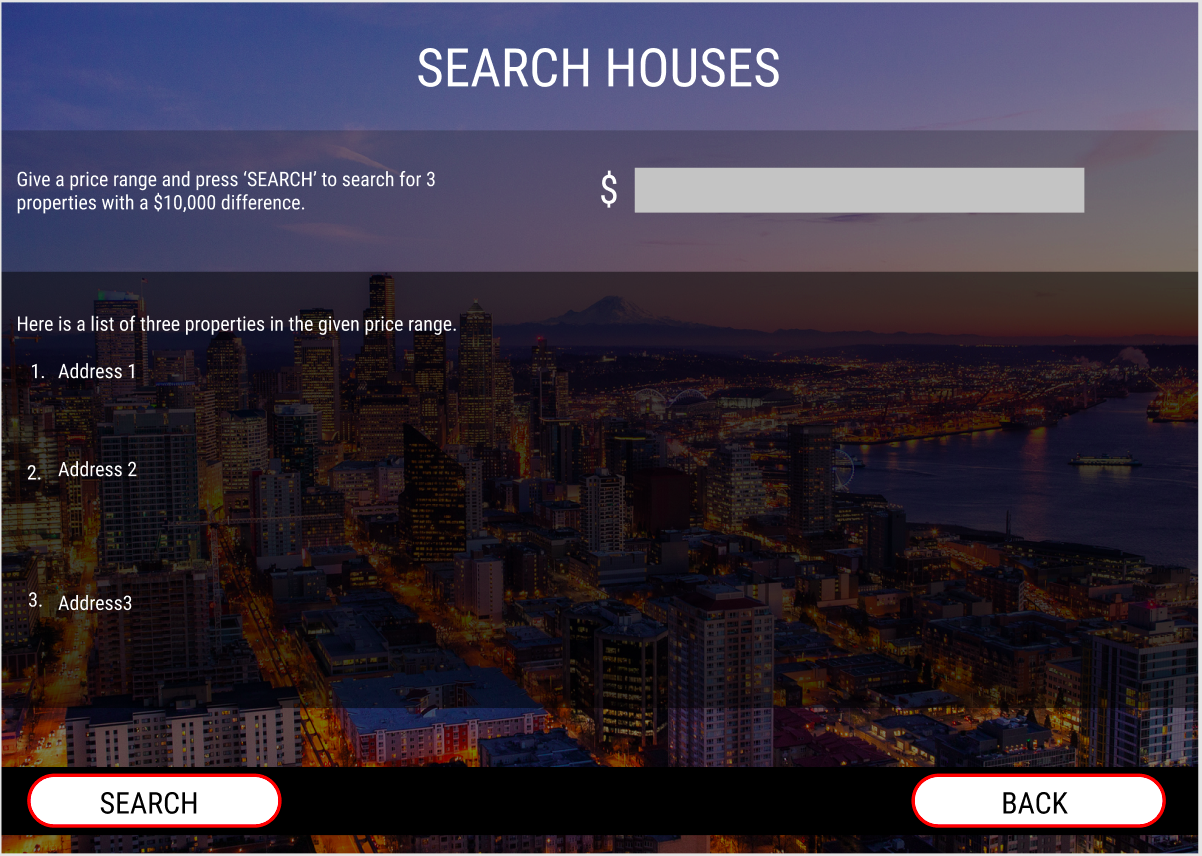 SEARCH HOUSES
Give a price range and press ‘SEARCH’ to search for 3
properties with a $10,000 difference.
$
Here is a list of three properties in the given price range.
1. Address 1
2. Address 2
3. Address3
SEARCH
BACK